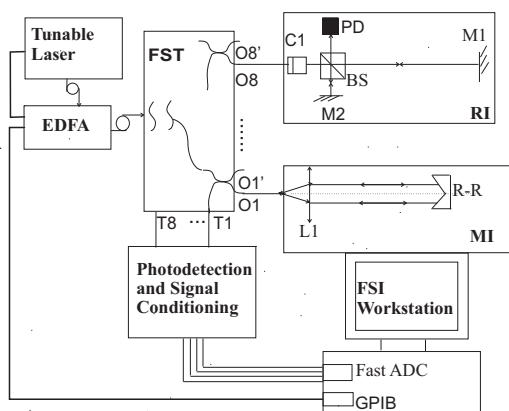 Tunable
Laser
EDFA
FST
O8'
O8
O1'
O1
T8 ... T1
C1
PD
BS
M2
M1
RI
L1
R-R
MI
Photodetection
and Signal
Conditioning
FSI
Workstation
Fast ADC
GPIB